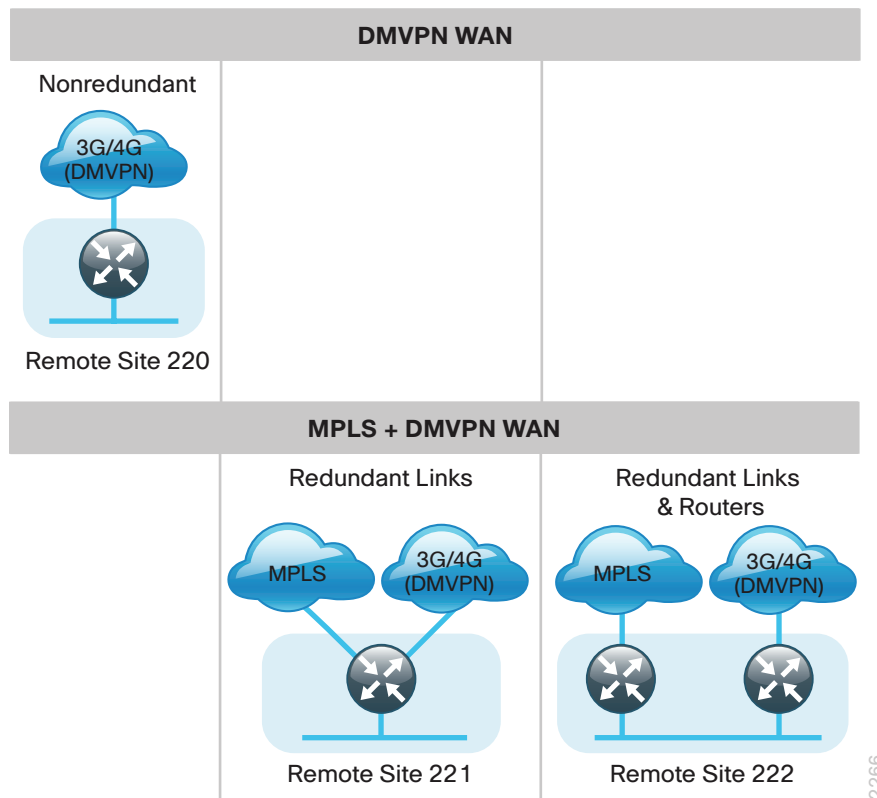 DMVPN WAN
Nonredundant
3G/4G
(DMVPN)
Remote Site 220
MPLS + DMVPN WAN
Redundant Links
MPLS
3G/4G
(DMVPN)
Remote Site 221
Redundant Links
& Routers
MPLS
3G/4G
(DMVPN)
Remote Site 222